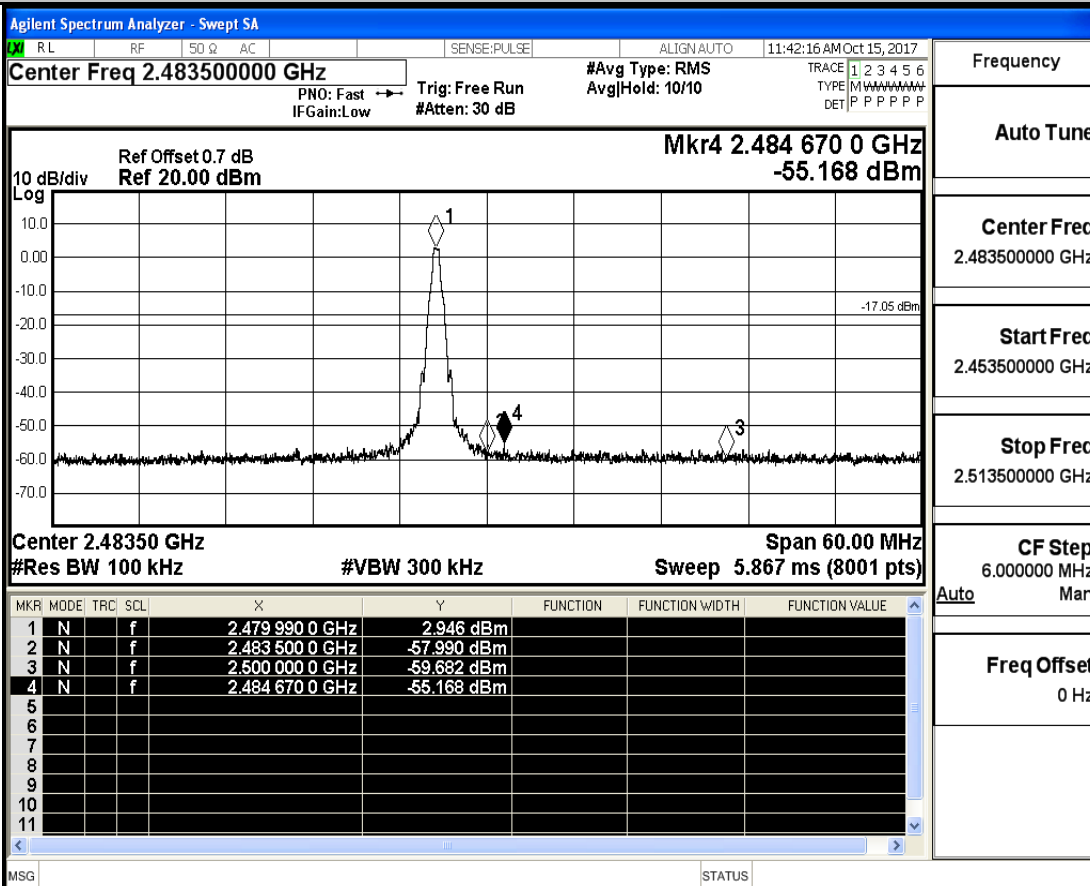 Agilent Spectrum Analyzer - Swept SA
LXI RL RF 50 Ω AC SENSE:PULSE ALIGN AUTO 11:42:16 AM Oct 15, 2017
Center Freq 2.483500000 GHz
PNO: Fast
IFGain:Low
Trig: Free Run
#Atten: 30 dB
#Avg Type: RMS
Avg|Hold: 10/10
TRACE 1 2 3 4 5 6
TYPE M
DET P P P P P P
Ref Offset 0.7 dB
10 dB/div Ref 20.00 dBm
Log
Mkr4 2.484 670 0 GHz
-55.168 dBm
10.0
0.00
-10.0
-20.0
-30.0
-40.0
-50.0
-60.0
-70.0
1
-17.05 dBm
4
3
Center 2.48350 GHz Span 60.00 MHz
#Res BW 100 kHz #VBW 300 kHz Sweep 5.867 ms (8001 pts)
MKR MODE TRC SCL X Y FUNCTION FUNCTION WIDTH FUNCTION VALUE
1 N f 2.479 990 0 GHz 2.946 dBm
2 N f 2.483 500 0 GHz -57.990 dBm
3 N f 2.500 000 0 GHz -59.682 dBm
4 N f 2.484 670 0 GHz -55.168 dBm
5
6
7
8
9
10
11
MSG STATUS
Frequency
Auto Tune
Center Freq
2.483500000 GHz
Start Freq
2.453500000 GHz
Stop Freq
2.513500000 GHz
CF Step
6.000000 MHz
Auto Man
Freq Offset
0 Hz